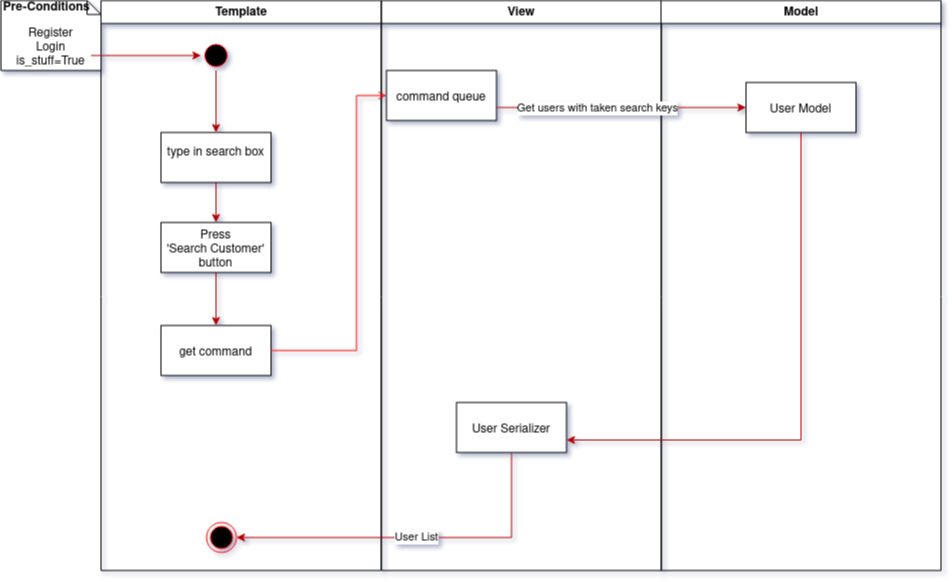 Pre-Conditions
Register
Login
is_stuff=True
Template
View
Model
type in search box
Press
'Search Customer'
button
get command
command queue
Get users with taken search keys
User Model
User Serializer
User List